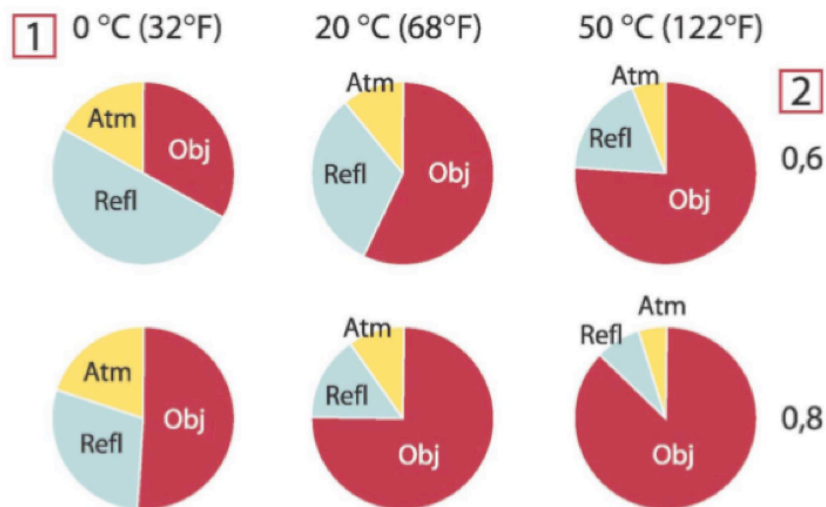 1 0 °C (32°F) 20 °C (68°F) 50 °C (122°F)
2
Atm Obj Refl
Atm Refl Obj
Atm Refl Obj
0,6
Atm Obj Refl
Atm Refl Obj
Atm Refl Obj
0,8